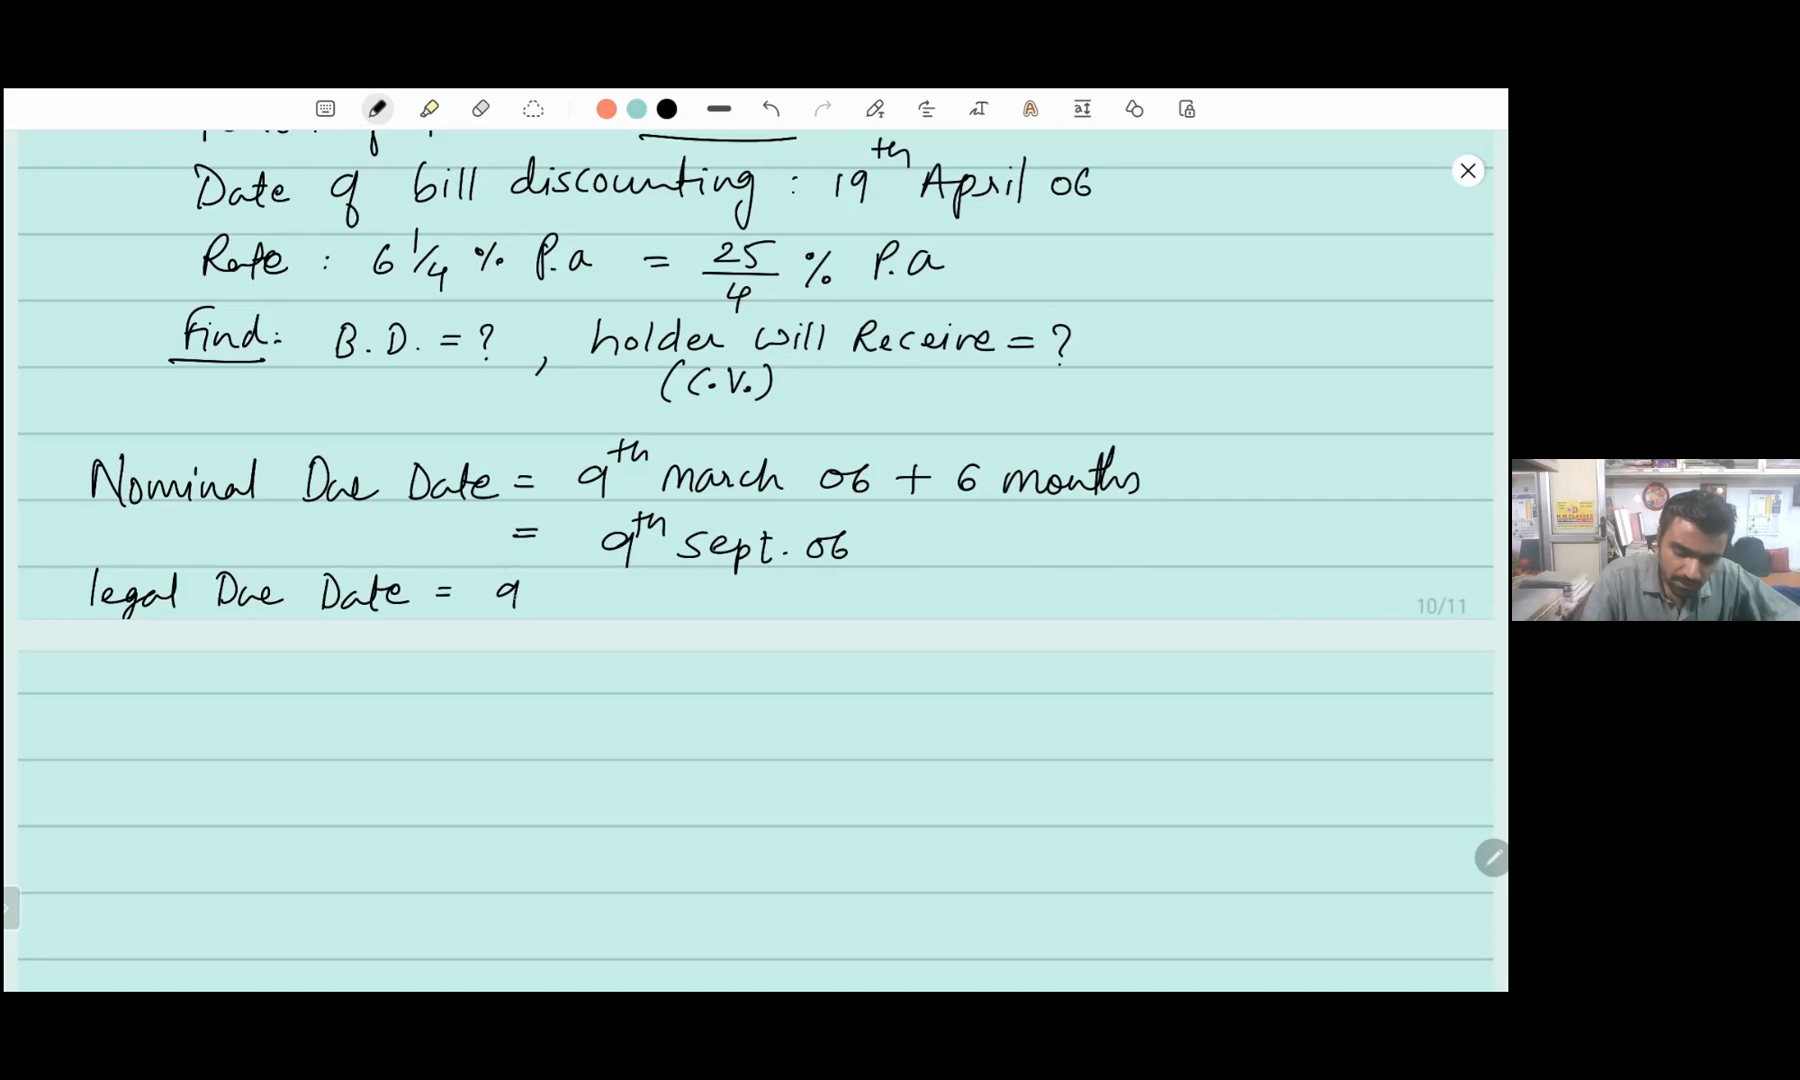 Date of bill discounting : 19th April 06
Rate : 6 1/4 % P.a = 25/4 % P.a
Find: B.D. = ? , holder will Receive = ?
(C.V.)
Nominal Due Date = 9th march 06 + 6 months
= 9th sept. 06
legal Due Date = 9
10/11